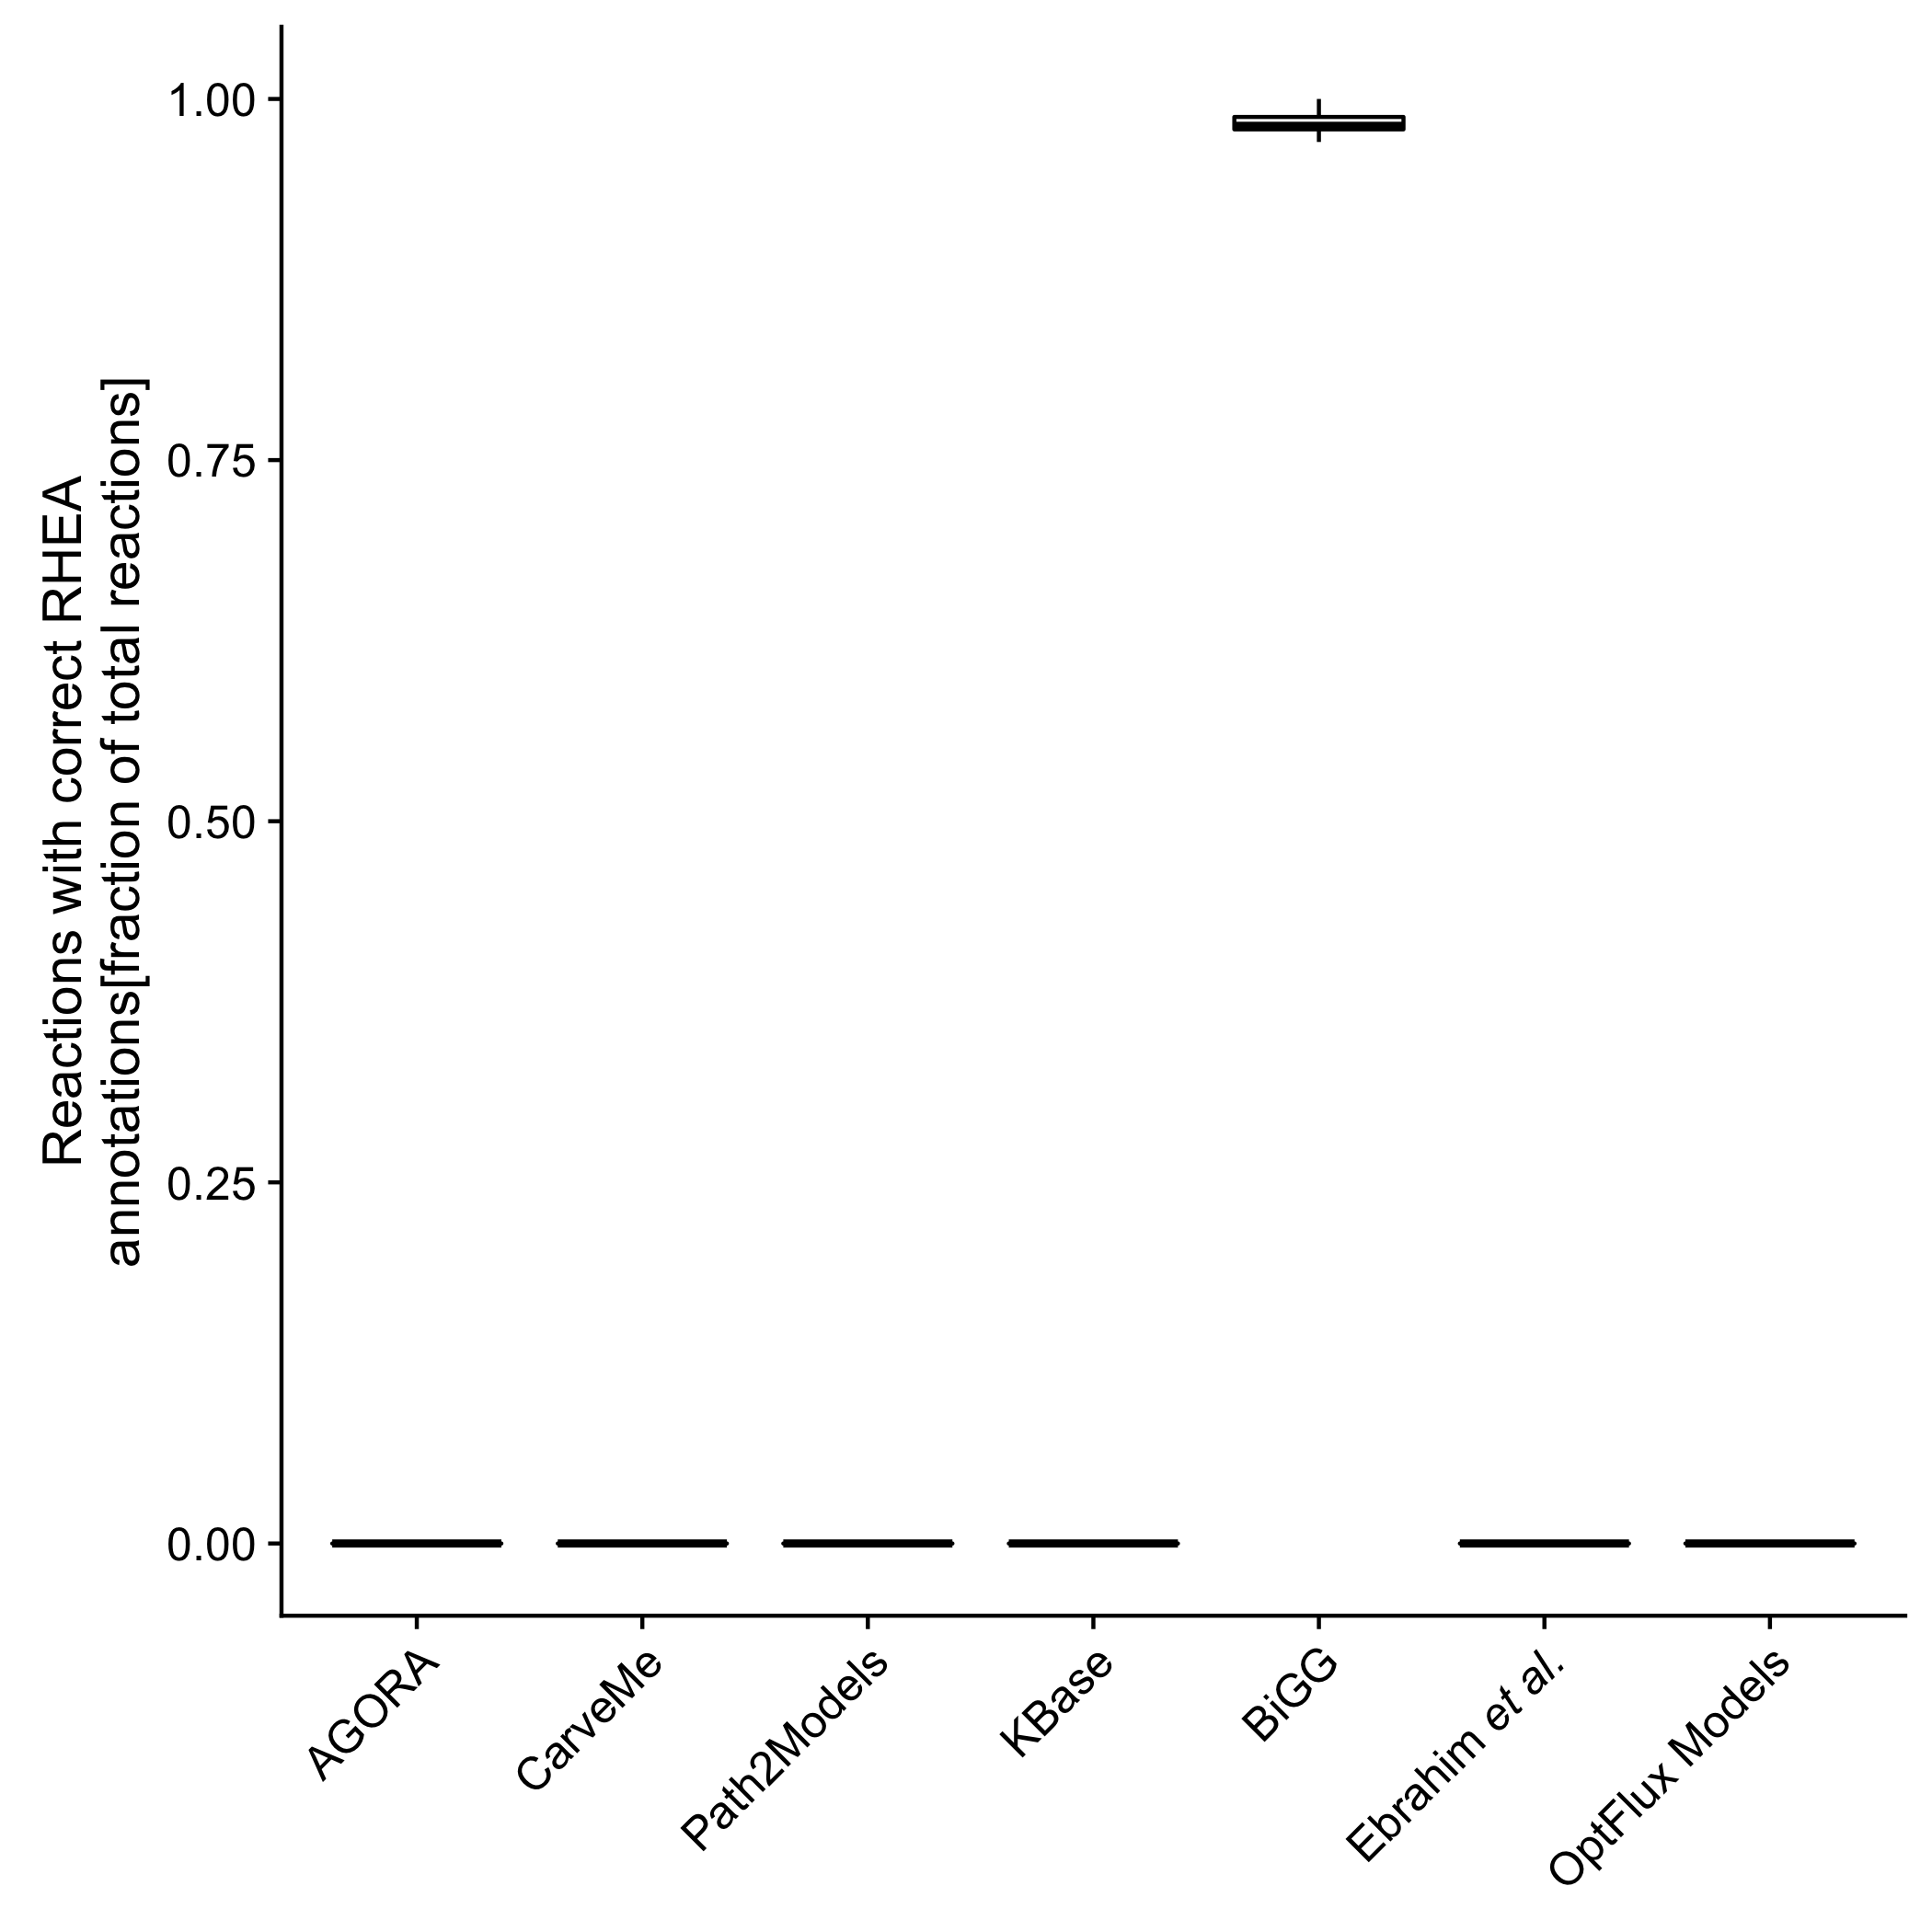 Reactions with correct RHEA
annotations[fraction of total reactions]
1.00
0.75
0.50
0.25
0.00
AGORA
CarveMe
Path2Models
KBase
BiGG
Ebrahim et al.
OptFlux Models